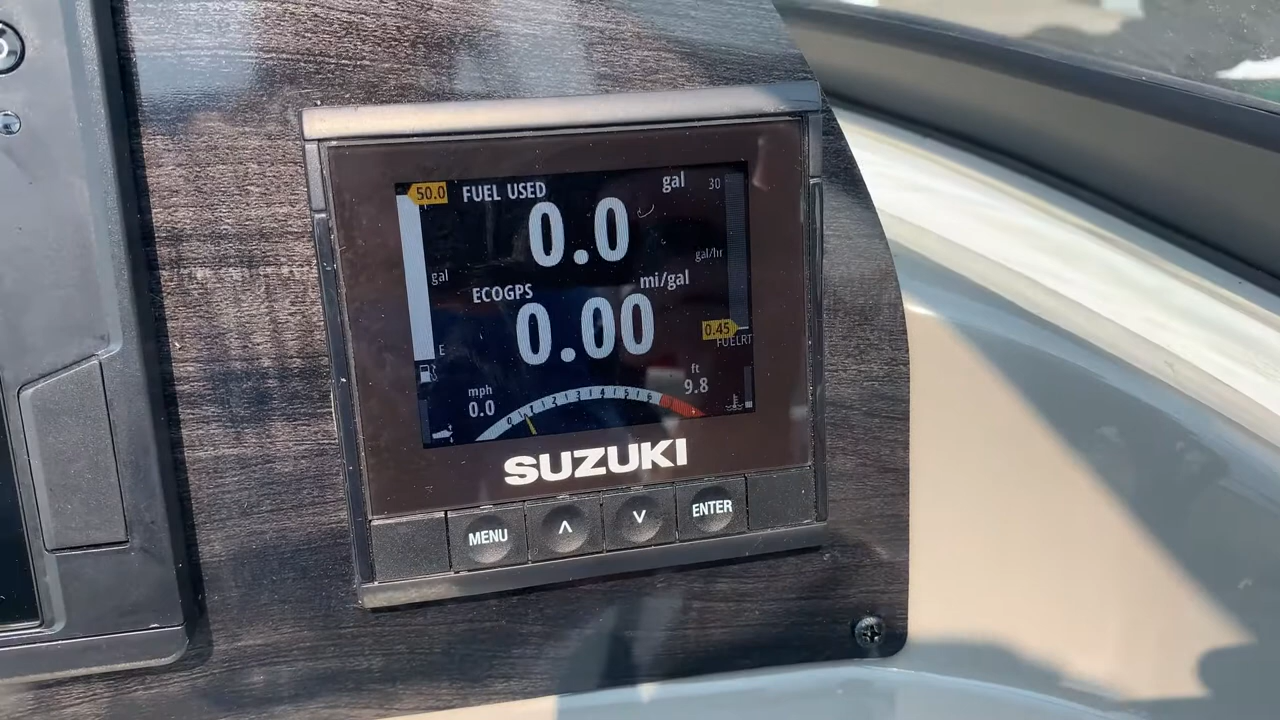 50.0 FUEL USED gal 30
0.0
gal/hr
gal
ECOGPS mi/gal
0.00
0.45
E
FUELRT
mph ft
0.0 9.8
0 1 2 3 4 5 6
SUZUKI
MENU ˄ ˅ ENTER